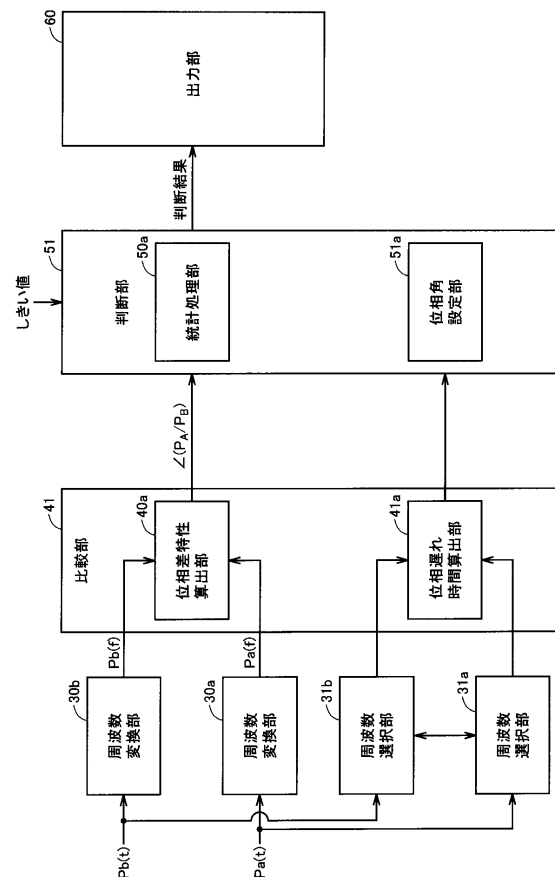 Pb(t)
Pa(t)
30b
周波数
変換部
30a
周波数
変換部
31b
周波数
選択部
31a
周波数
選択部
Pb(f)
Pa(f)
41
比較部
40a
位相差特性
算出部
41a
位相遅れ
時間算出部
∠(PA/PB)
しきい値
51
判断部
50a
統計処理部
51a
位相角
設定部
判断結果
60
出力部